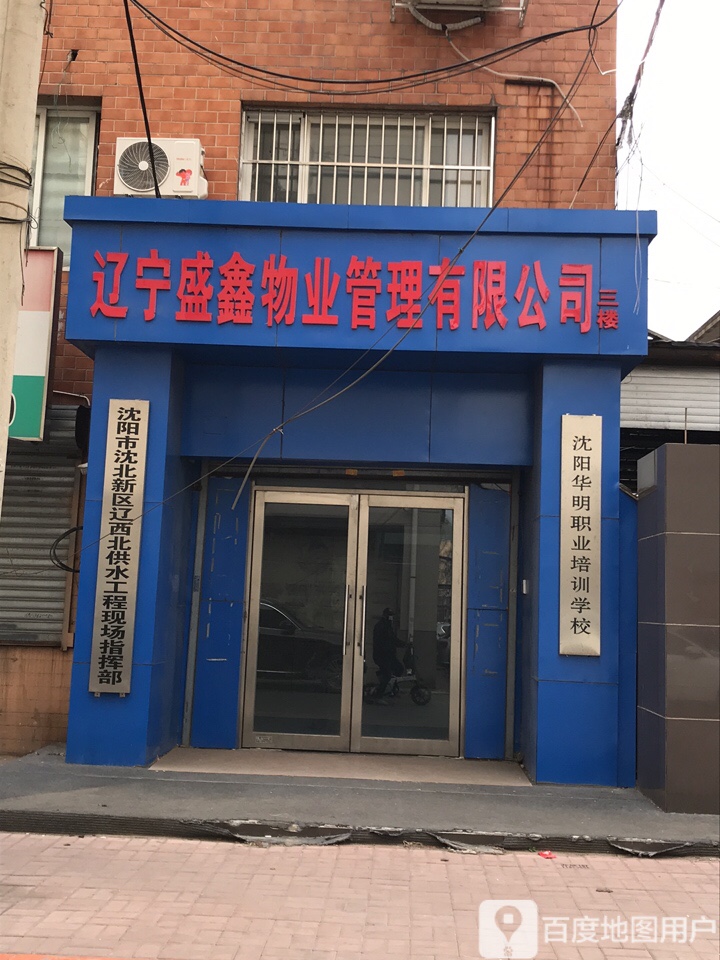 辽宁盛鑫物业管理有限公司三楼
沈阳市沈北新区辽西北供水工程现场指挥部
沈阳华明职业培训学校
百度地图用户